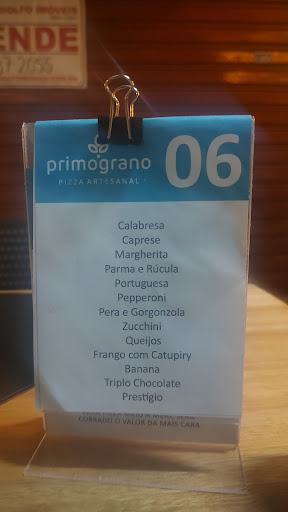 ENDE
primograno
PIZZA ARTESANAL
06
Calabresa
Caprese
Margherita
Parma e Rúcula
Portuguesa
Pepperoni
Pera e Gorgonzola
Zucchini
Queijos
Frango com Catupiry
Banana
Triplo Chocolate
Prestígio
COBRADO O VALOR DA MAIS CARA